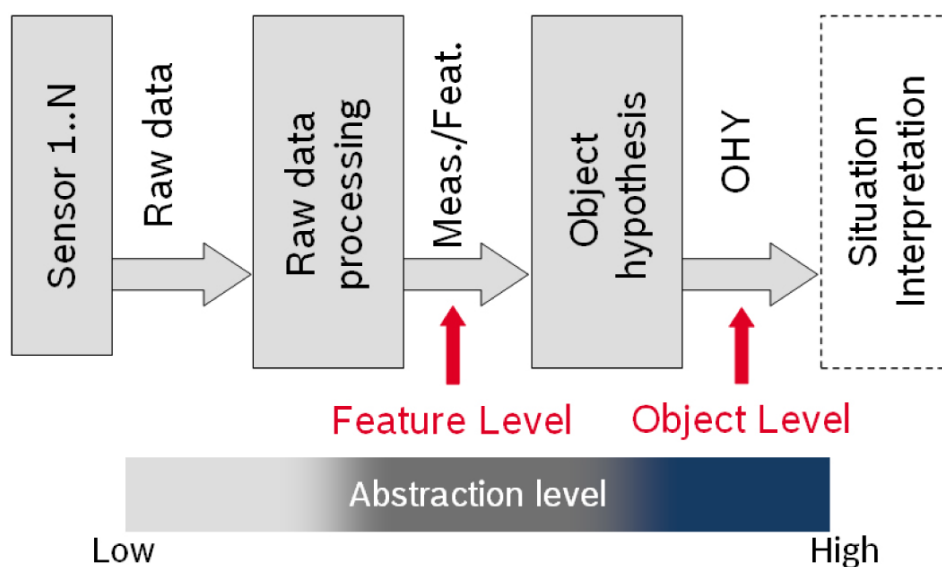 Sensor 1..N
Raw data
Raw data
processing
Meas./Feat.
Object
hypothesis
OHY
Situation
Interpretation
Feature Level
Object Level
Abstraction level
Low
High